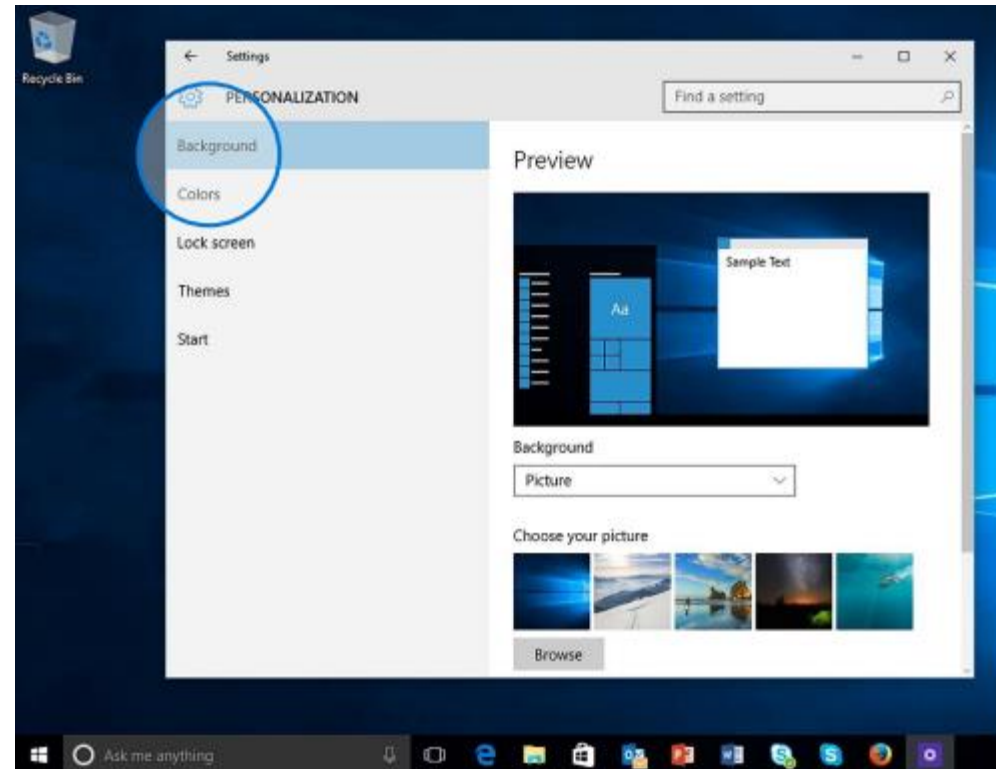 Recycle Bin
Settings
PERSONALIZATION
Find a setting
Background
Colors
Lock screen
Themes
Start
Preview
Sample Text
Aa
Background
Picture
Choose your picture
Browse
Ask me anything